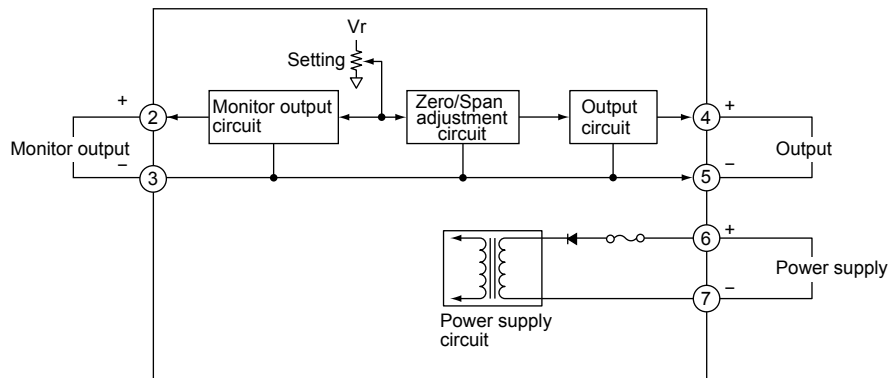 Vr
Setting
Monitor output
circuit
Zero/Span
adjustment
circuit
Output
circuit
+
2
Monitor output
−
3
4
+
Output
5
−
6
+
Power supply
7
−
Power supply
circuit